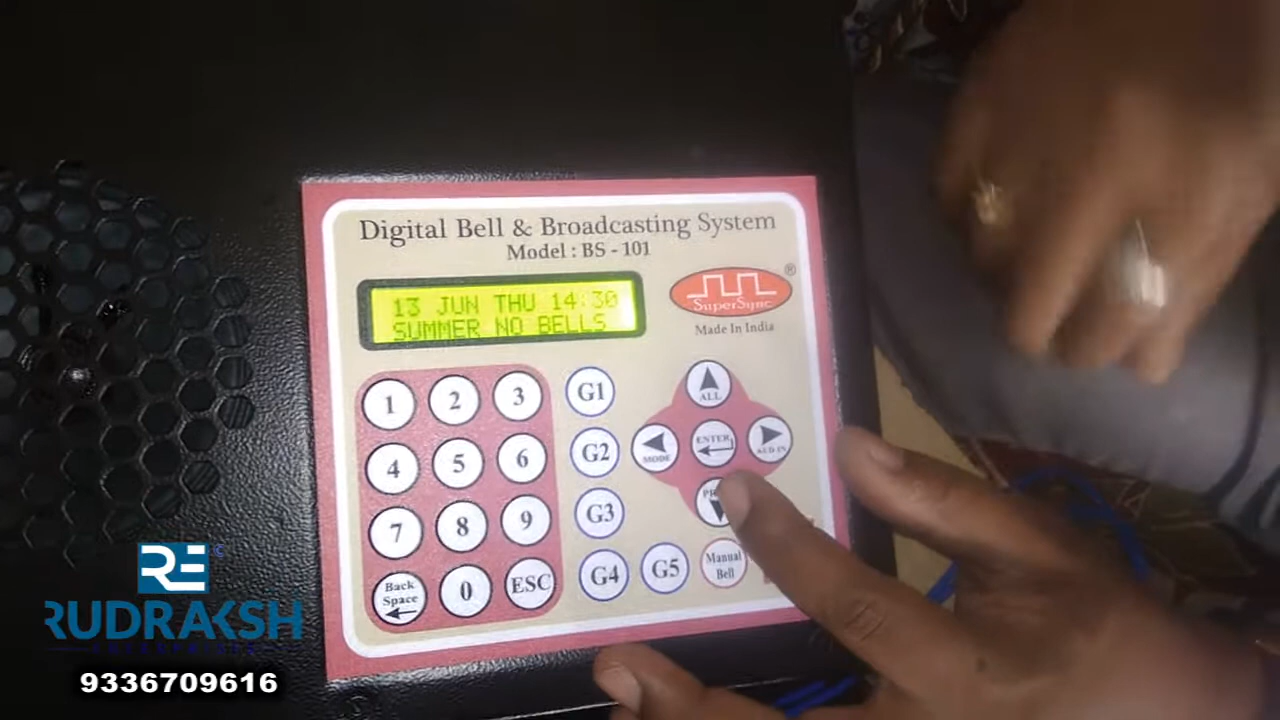 Digital Bell & Broadcasting System
Model : BS - 101
13 JUN THU 14:30
SUMMER NO BELLS
SuperSync
®
Made In India
1 2 3 G1
ALL
4 5 6 G2
MODE
ENTER
AUD IN
7 8 9 G3
Back Space 0 ESC G4 G5 Manual Bell
RE
RUDRAKSH
ENTERPRISES
9336709616